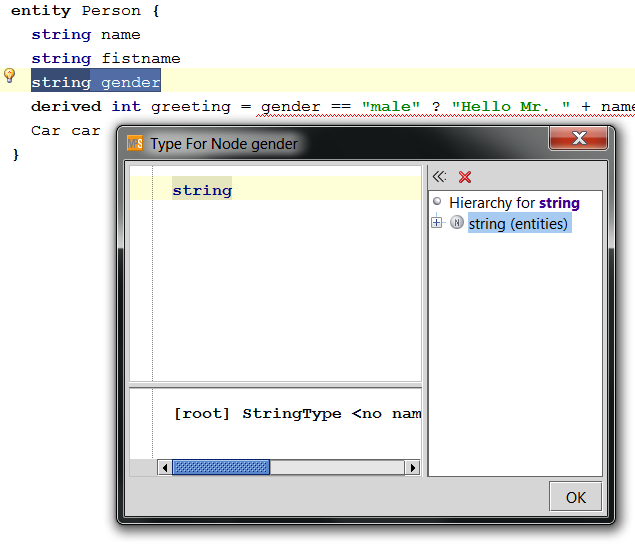 entity Person {
string name
string fistname
string gender
derived int greeting = gender == "male" ? "Hello Mr. " + name
Car car
}
MPS Type For Node gender
string
Hierarchy for string
N string (entities)
[root] StringType <no nam
OK